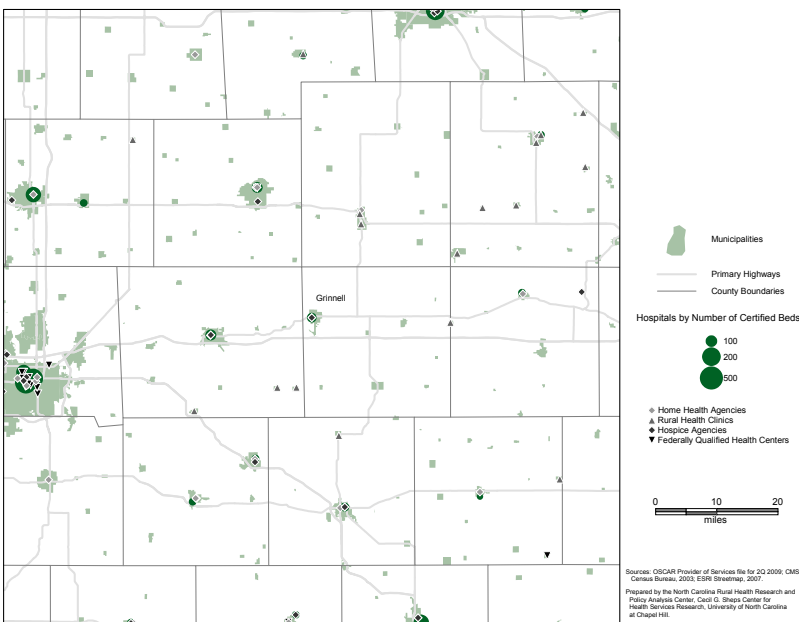 Grinnell
Municipalities
Primary Highways
County Boundaries
Hospitals by Number of Certified Beds
100
200
500
Home Health Agencies
Rural Health Clinics
Hospice Agencies
Federally Qualified Health Centers
0 10 20
miles
Sources: OSCAR Provider of Services file for 2Q 2009; CMS
Census Bureau, 2003; ESRI Streetmap, 2007.
Prepared by the North Carolina Rural Health Research and
Policy Analysis Center, Cecil G. Sheps Center for
Health Services Research, University of North Carolina
at Chapel Hill.